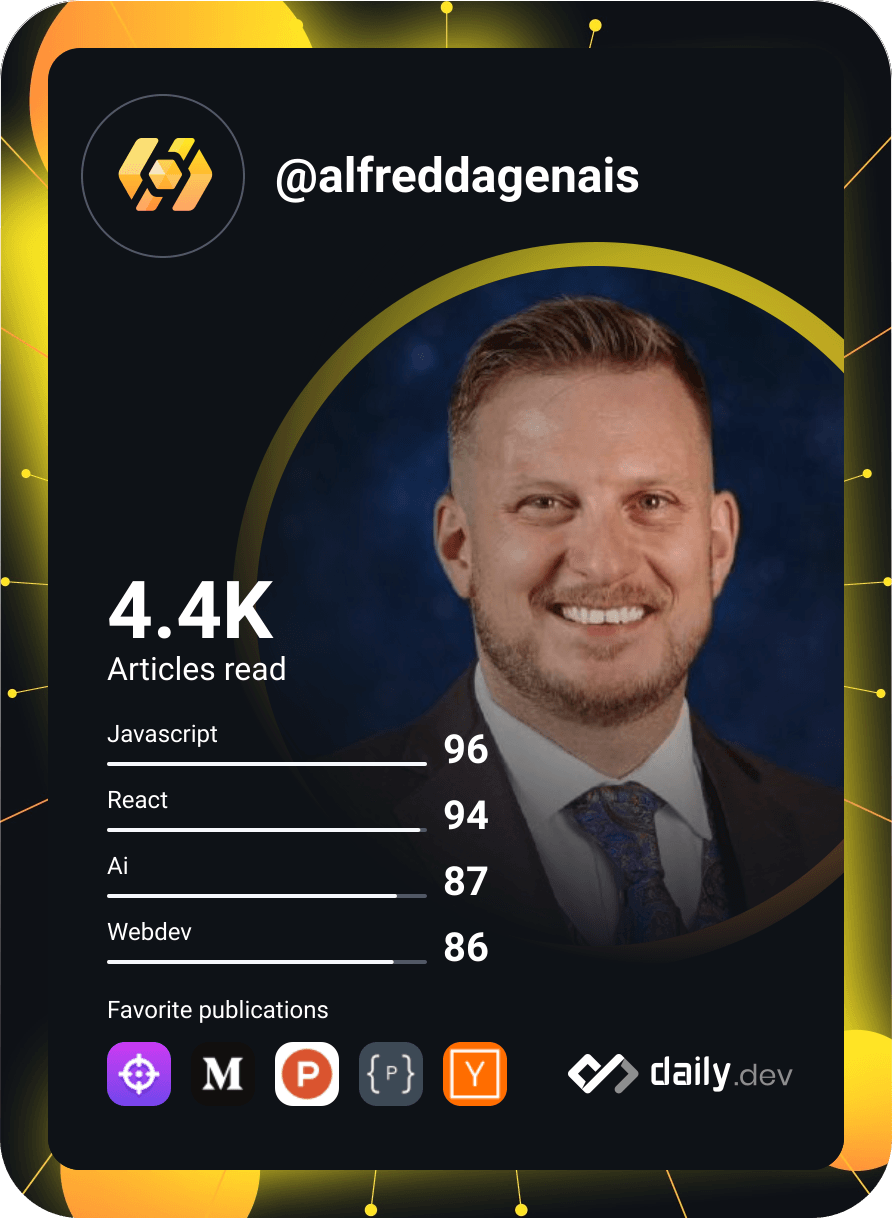 @alfreddagenais
4.4K
Articles read
Javascript
96
React
94
Ai
87
Webdev
86
Favorite publications
M
P
{P}
Y
daily.dev